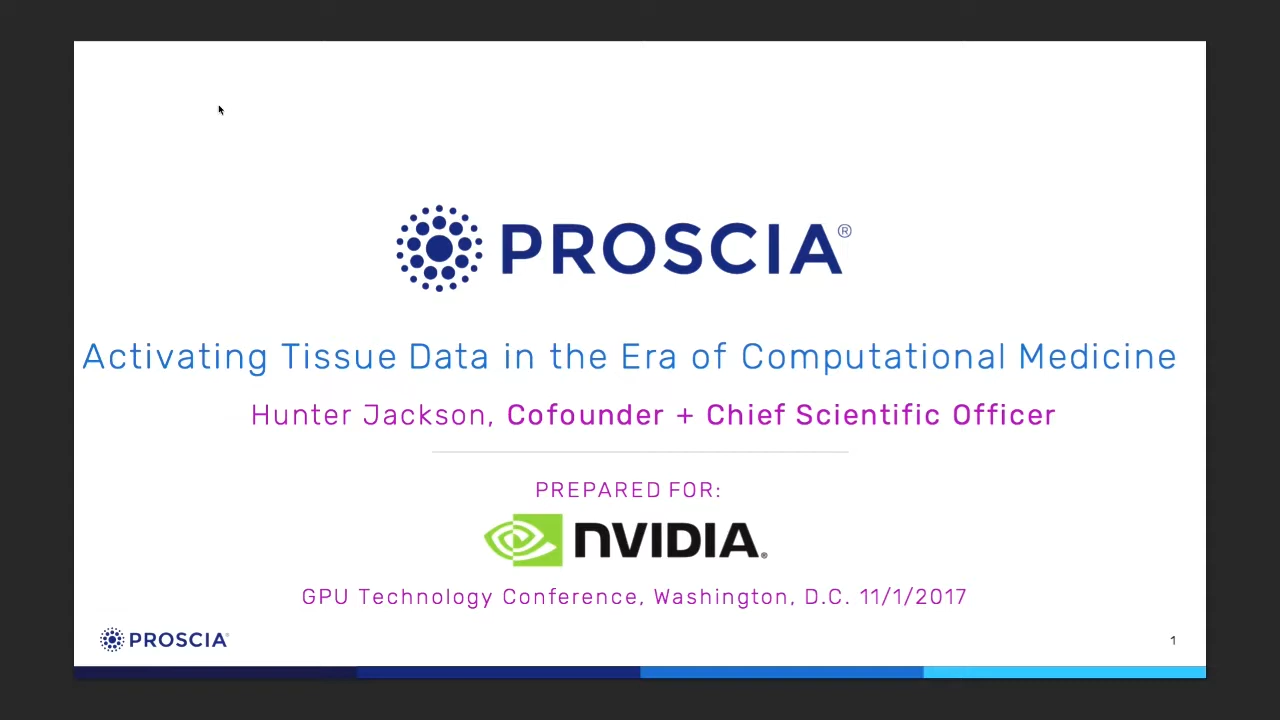 PROSCIA®
Activating Tissue Data in the Era of Computational Medicine
Hunter Jackson, Cofounder + Chief Scientific Officer
PREPARED FOR:
NVIDIA®
GPU Technology Conference, Washington, D.C. 11/1/2017
PROSCIA®
1